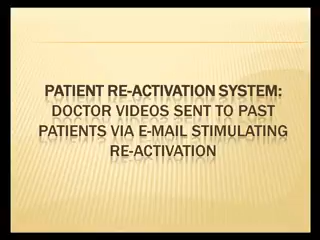 PATIENT RE-ACTIVATION SYSTEM:
DOCTOR VIDEOS SENT TO PAST
PATIENTS VIA E-MAIL STIMULATING
RE-ACTIVATION